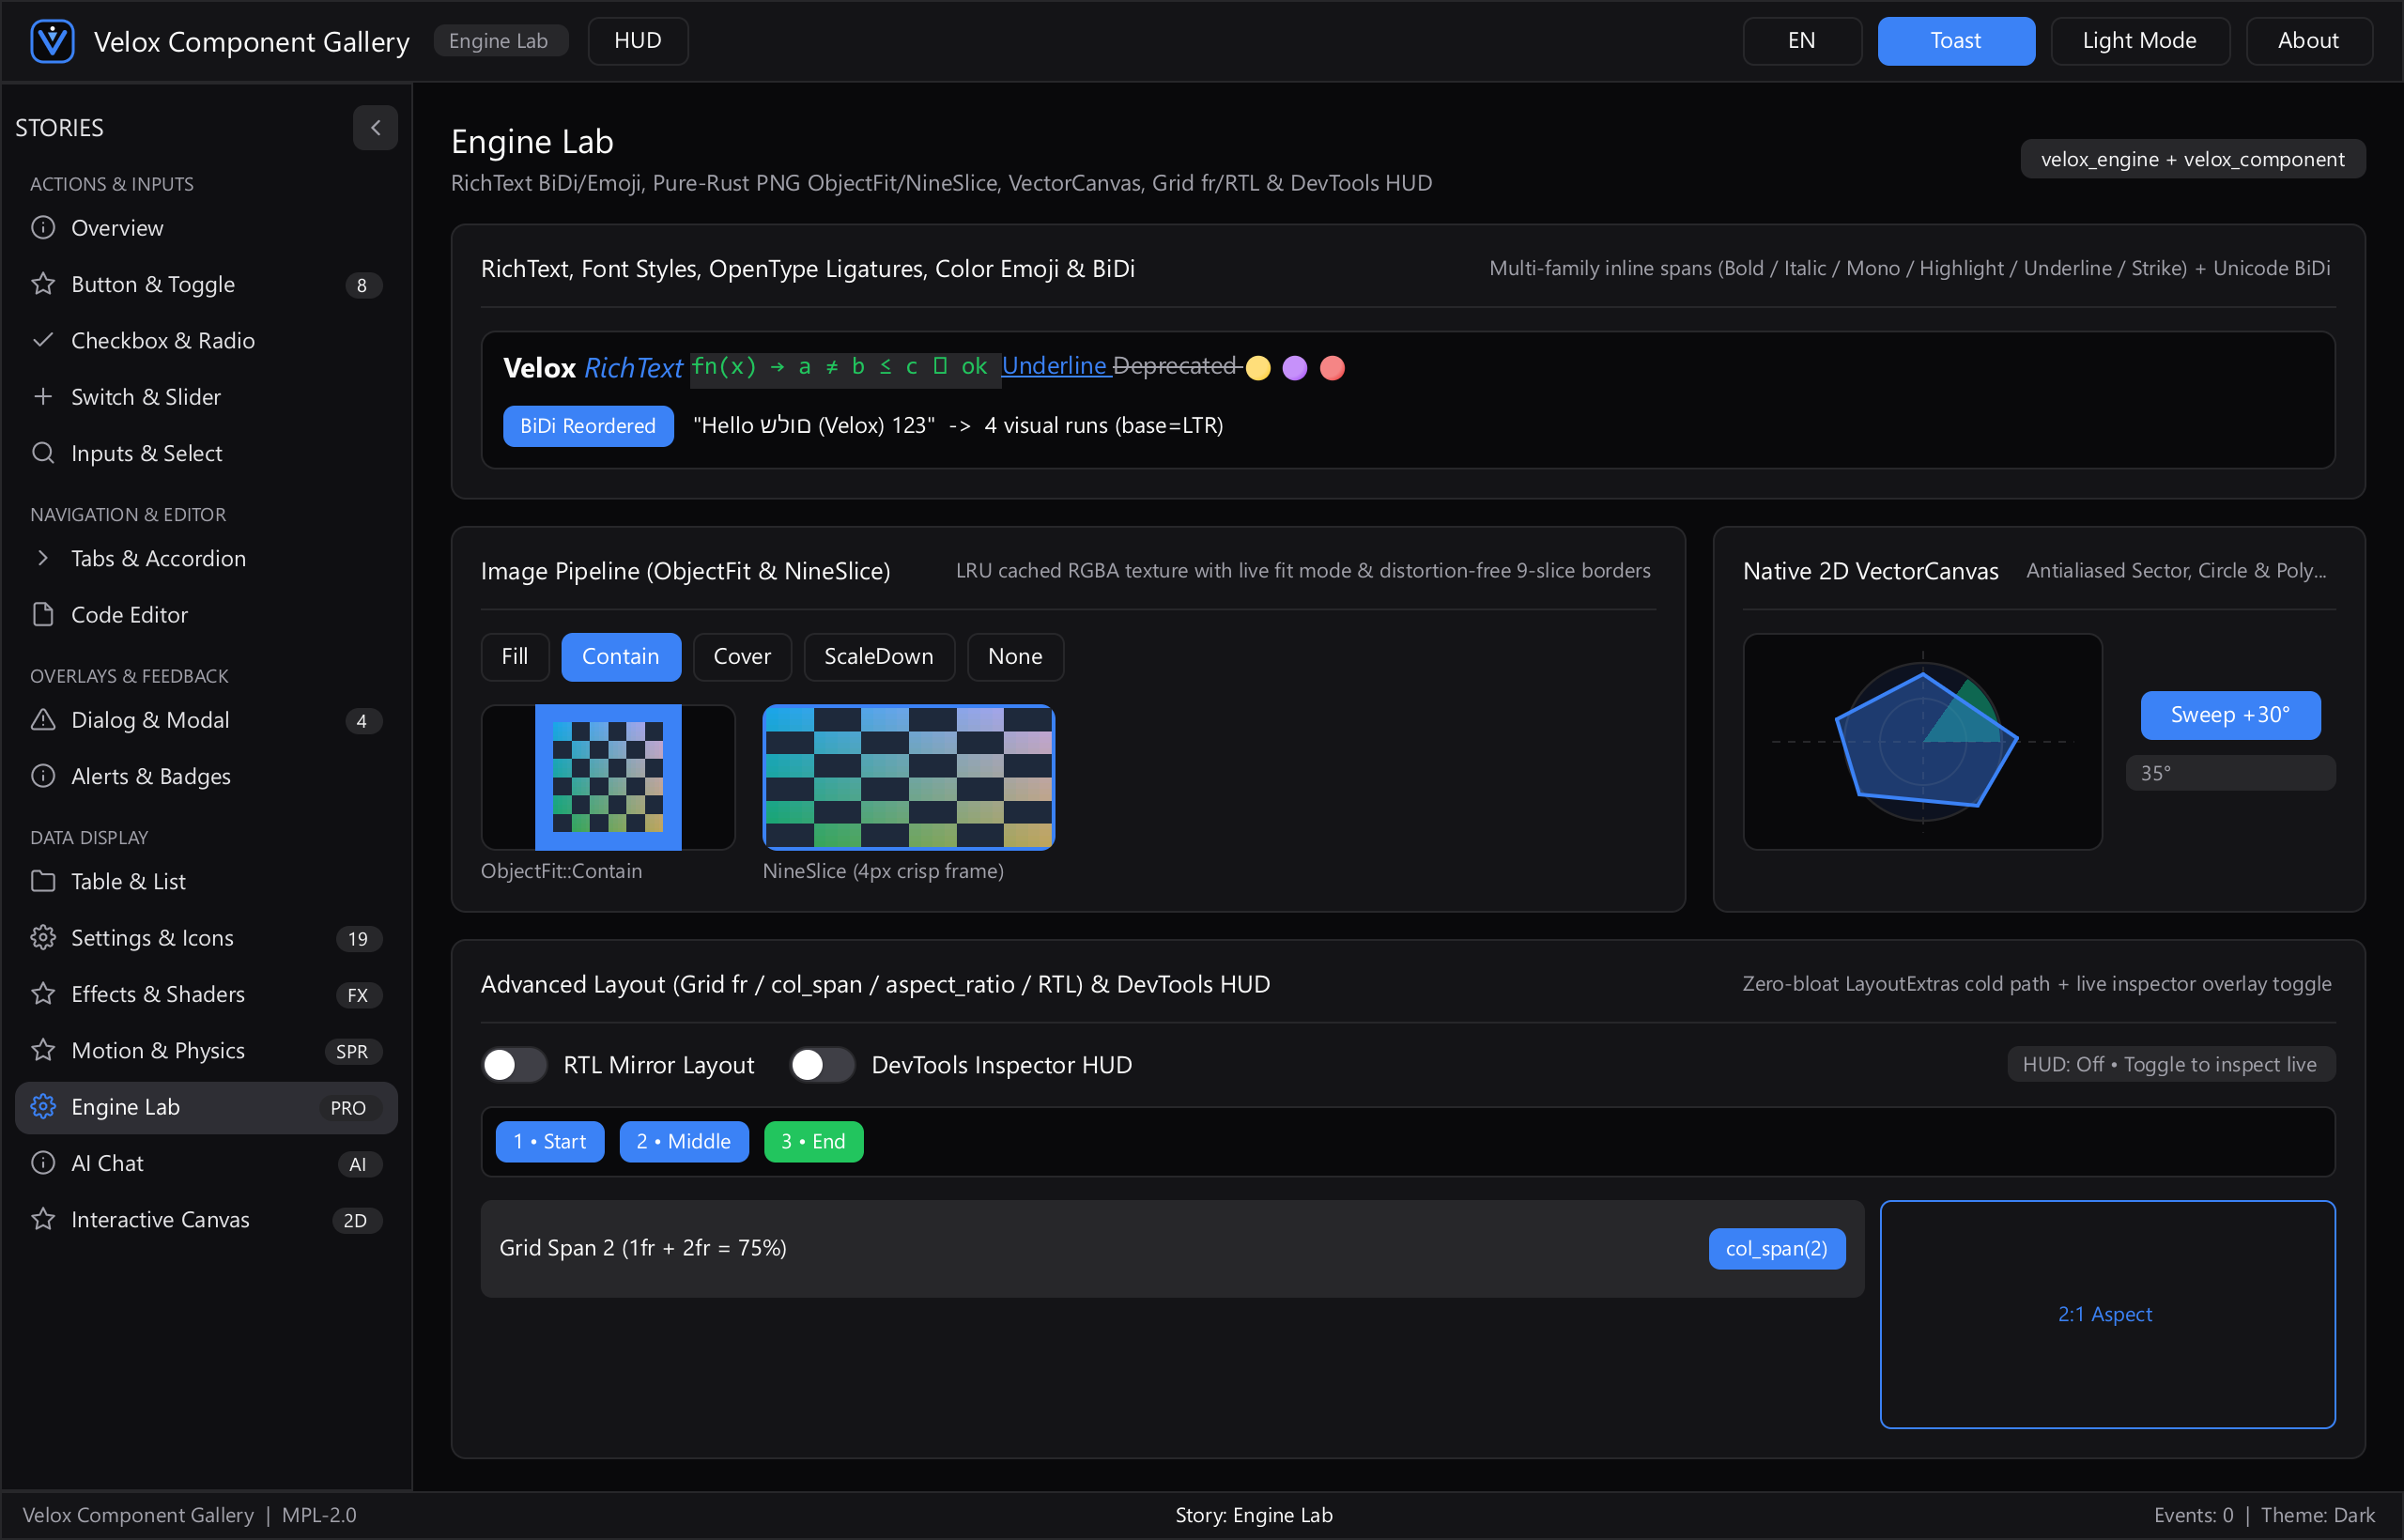 Velox Component Gallery
Engine Lab
HUD
EN
Toast
Light Mode
About
STORIES
ACTIONS & INPUTS
Overview
Button & Toggle 8
Checkbox & Radio
Switch & Slider
Inputs & Select
NAVIGATION & EDITOR
Tabs & Accordion
Code Editor
OVERLAYS & FEEDBACK
Dialog & Modal 4
Alerts & Badges
DATA DISPLAY
Table & List
Settings & Icons 19
Effects & Shaders FX
Motion & Physics SPR
Engine Lab PRO
AI Chat AI
Interactive Canvas 2D
Engine Lab
RichText BiDi/Emoji, Pure-Rust PNG ObjectFit/NineSlice, VectorCanvas, Grid fr/RTL & DevTools HUD
velox_engine + velox_component
RichText, Font Styles, OpenType Ligatures, Color Emoji & BiDi
Multi-family inline spans (Bold / Italic / Mono / Highlight / Underline / Strike) + Unicode BiDi
Velox RichText fn(x) → a ≠ b ≤ c ▯ ok Underline Deprecated
BiDi Reordered
"Hello םולש (Velox) 123" -> 4 visual runs (base=LTR)
Image Pipeline (ObjectFit & NineSlice)
LRU cached RGBA texture with live fit mode & distortion-free 9-slice borders
Fill
Contain
Cover
ScaleDown
None
ObjectFit::Contain
NineSlice (4px crisp frame)
Native 2D VectorCanvas
Antialiased Sector, Circle & Poly...
Sweep +30°
35°
Advanced Layout (Grid fr / col_span / aspect_ratio / RTL) & DevTools HUD
Zero-bloat LayoutExtras cold path + live inspector overlay toggle
RTL Mirror Layout
DevTools Inspector HUD
HUD: Off • Toggle to inspect live
1 • Start
2 • Middle
3 • End
Grid Span 2 (1fr + 2fr = 75%)
col_span(2)
2:1 Aspect
Velox Component Gallery | MPL-2.0
Story: Engine Lab
Events: 0 | Theme: Dark